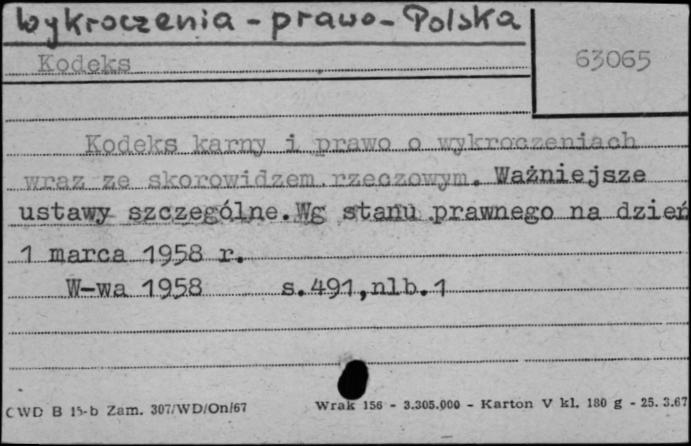 wykroczenia - prawo - Polska
Kodeks
63065
Kodeks karny i prawo o wykroczeniach
wraz ze skorowidzem rzeczowym. Ważniejsze
ustawy szczególne. Wg stanu prawnego na dzień
1 marca 1958 r.
W-wa 1958 s.491,nlb.1
CWD B 15-b Zam. 307/WD/On/67 Wrak 156 - 3.305.000 - Karton V kl. 180 g - 25. 3.67